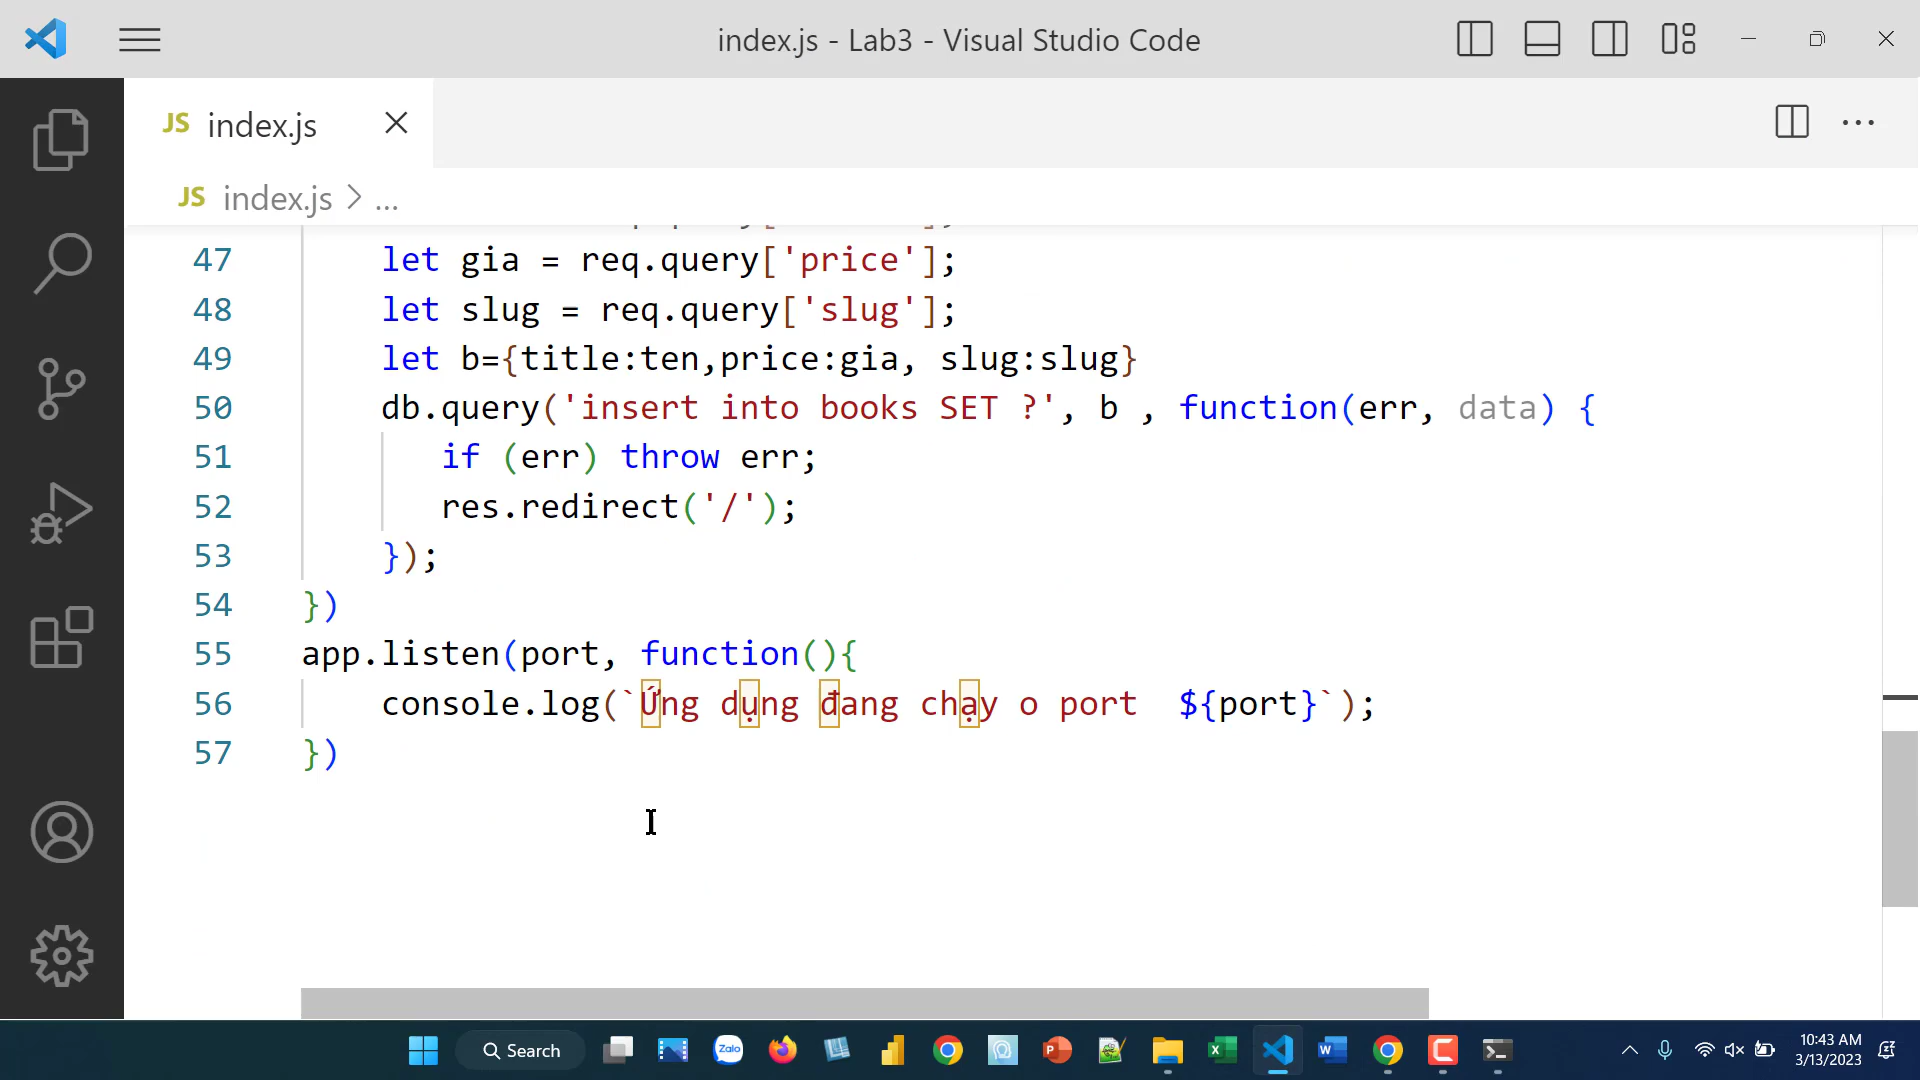 index.js - Lab3 - Visual Studio Code
JS index.js
JS index.js > ...
47 let gia = req.query['price'];
48 let slug = req.query['slug'];
49 let b={title:ten,price:gia, slug:slug}
50 db.query('insert into books SET ?', b , function(err, data) {
51 if (err) throw err;
52 res.redirect('/');
53 });
54 })
55 app.listen(port, function(){
56 console.log(`Ứng dụng đang chạy o port  ${port}`);
57 })
Search
Zalo
10:43 AM
3/13/2023